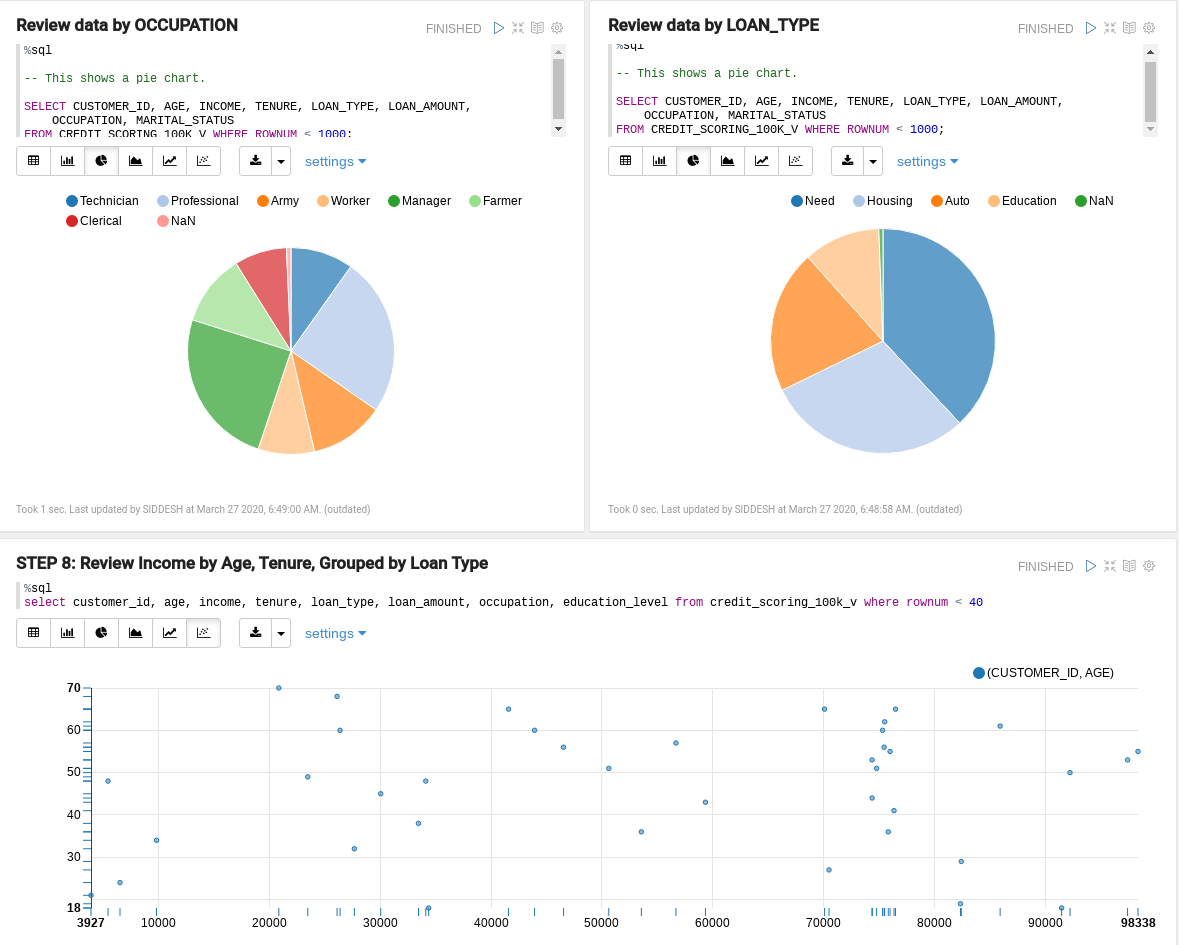 Review data by OCCUPATION
FINISHED
%sql
-- This shows a pie chart.
SELECT CUSTOMER_ID, AGE, INCOME, TENURE, LOAN_TYPE, LOAN_AMOUNT,
OCCUPATION, MARITAL_STATUS
FROM CREDIT_SCORING_100K_V WHERE ROWNUM < 1000;
settings
Technician Professional Army Worker Manager Farmer
Clerical NaN
Took 1 sec. Last updated by SIDDESH at March 27 2020, 6:49:00 AM. (outdated)
Review data by LOAN_TYPE
FINISHED
%sql
-- This shows a pie chart.
SELECT CUSTOMER_ID, AGE, INCOME, TENURE, LOAN_TYPE, LOAN_AMOUNT,
OCCUPATION, MARITAL_STATUS
FROM CREDIT_SCORING_100K_V WHERE ROWNUM < 1000;
settings
Need Housing Auto Education NaN
Took 0 sec. Last updated by SIDDESH at March 27 2020, 6:48:58 AM. (outdated)
STEP 8: Review Income by Age, Tenure, Grouped by Loan Type
FINISHED
%sql
select customer_id, age, income, tenure, loan_type, loan_amount, occupation, education_level from credit_scoring_100k_v where rownum < 40
settings
(CUSTOMER_ID, AGE)
70
60
50
40
30
18
3927 10000 20000 30000 40000 50000 60000 70000 80000 90000 98338